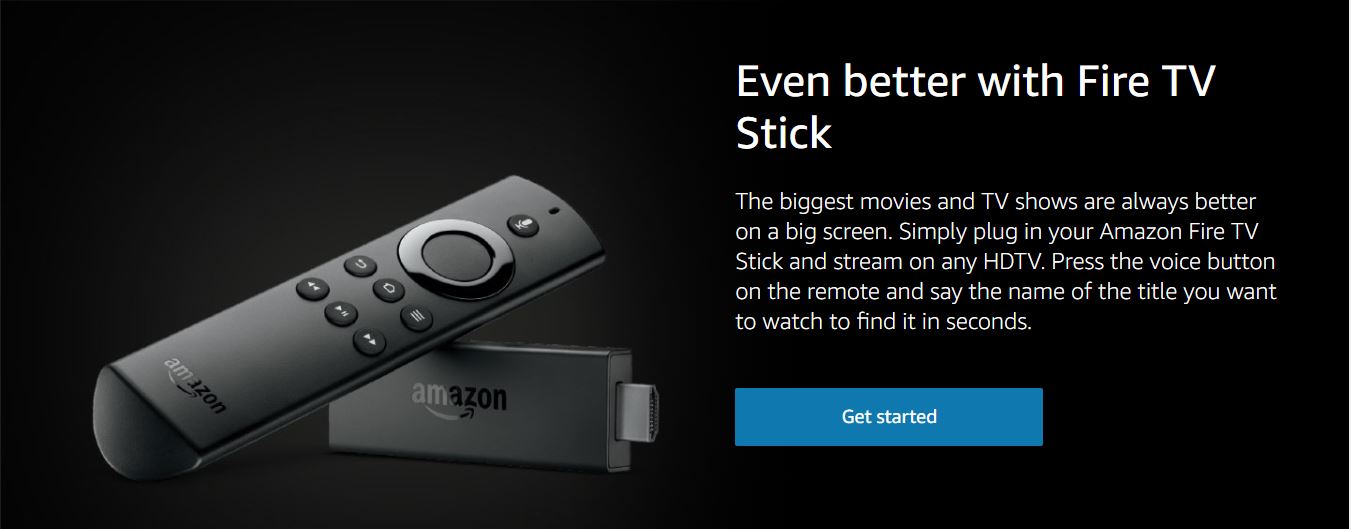 Even better with Fire TV
Stick
The biggest movies and TV shows are always better
on a big screen. Simply plug in your Amazon Fire TV
Stick and stream on any HDTV. Press the voice button
on the remote and say the name of the title you want
to watch to find it in seconds.
Get started
amazon
amazon